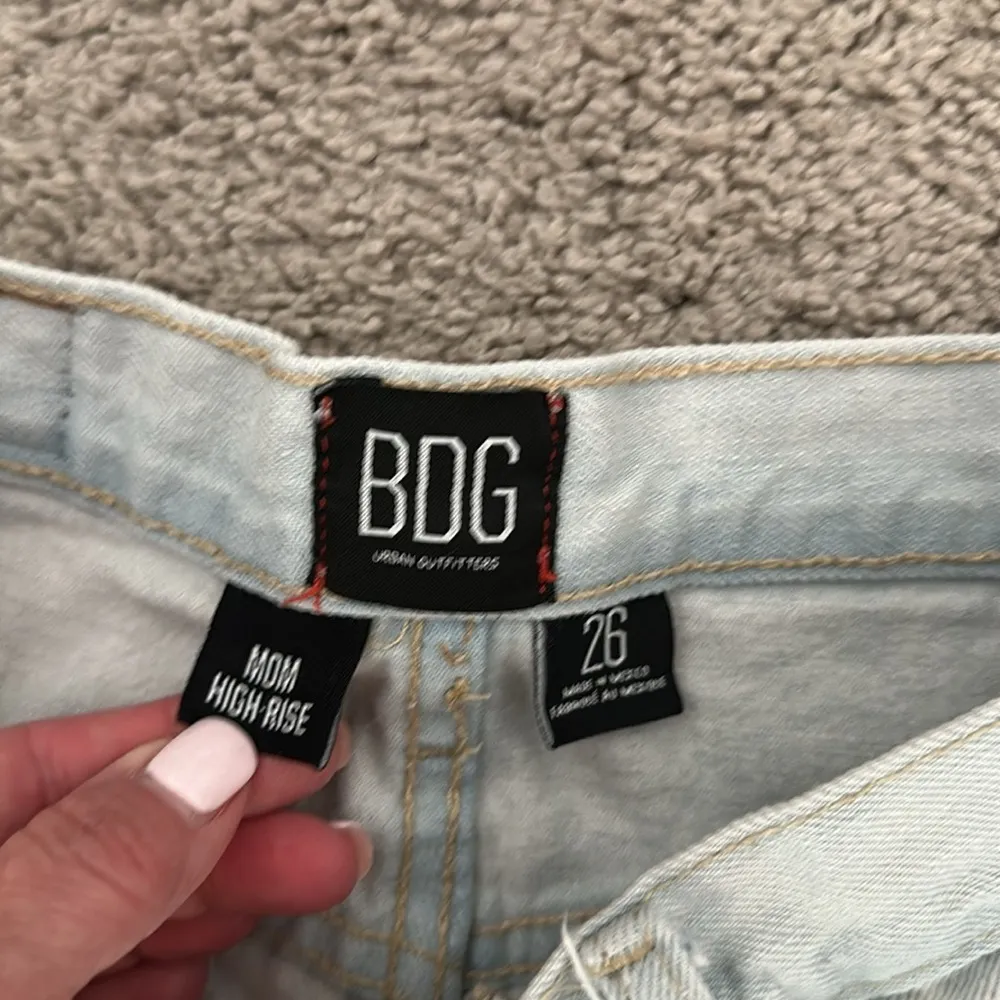 BDG
URBAN OUTFITTERS
MOM
HIGH-RISE
26
MADE IN MEXICO
FABRIQUÉ AU MEXIQUE